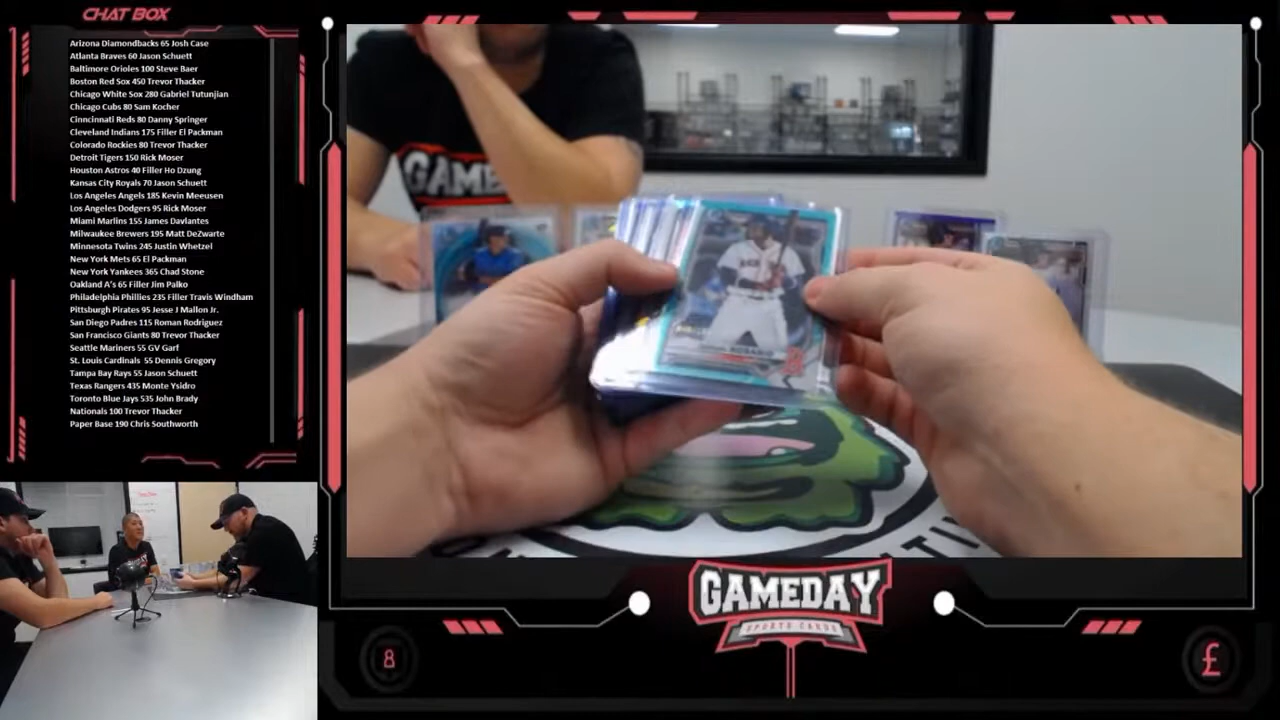 CHAT BOX
Arizona Diamondbacks 65 Josh Case
Atlanta Braves 60 Jason Schuett
Baltimore Orioles 100 Steve Baer
Boston Red Sox 450 Trevor Thacker
Chicago White Sox 280 Gabriel Tutunjian
Chicago Cubs 80 Sam Kocher
Cinncinnati Reds 80 Danny Springer
Cleveland Indians 175 Filler El Packman
Colorado Rockies 80 Trevor Thacker
Detroit Tigers 150 Rick Moser
Houston Astros 40 Filler Ho Dzung
Kansas City Royals 70 Jason Schuett
Los Angeles Angels 185 Kevin Meeusen
Los Angeles Dodgers 95 Rick Moser
Miami Marlins 155 James Davlantes
Milwaukee Brewers 195 Matt DeZwarte
Minnesota Twins 245 Justin Whetzel
New York Mets 65 El Packman
New York Yankees 365 Chad Stone
Oakland A's 65 Filler Jim Palko
Philadelphia Phillies 235 Filler Travis Windham
Pittsburgh Pirates 95 Jesse J Mallon Jr.
San Diego Padres 115 Roman Rodriguez
San Francisco Giants 80 Trevor Thacker
Seattle Mariners 55 GV Garf
St. Louis Cardinals 55 Dennis Gregory
Tampa Bay Rays 55 Jason Schuett
Texas Rangers 435 Monte Ysidro
Toronto Blue Jays 535 John Brady
Nationals 100 Trevor Thacker
Paper Base 190 Chris Southworth
GAME
ROSARIO
GAMEDAY
SPORTS CARDS
8
£